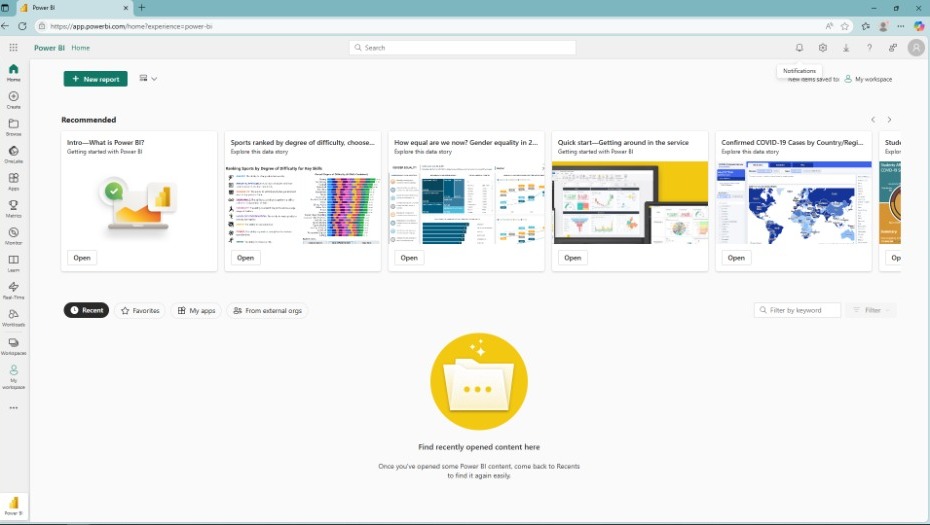 Power BI
https://app.powerbi.com/home?experience=power-bi
Power BI Home
Search
Notifications
New items saved to My workspace
Home
Create
Browse
OneLake
Apps
Metrics
Monitor
Learn
Real-Time
Workloads
Workspaces
My
workspace
Power BI
+ New report
Recommended
Intro—What is Power BI?
Getting started with Power BI
Open
Sports ranked by degree of difficulty, choose...
Explore this data story
Ranking Sports by Degree of Difficulty for Key Skills
Open
How equal are we now? Gender equality in 2...
Explore this data story
Open
Quick start—Getting around in the service
Getting started with Power BI
Open
Confirmed COVID-19 Cases by Country/Regi...
Explore this data story
Open
Stude
Explore
Op
Recent
Favorites
My apps
From external orgs
Filter by keyword
Filter
Find recently opened content here
Once you've opened some Power BI content, come back to Recents
to find it again easily.